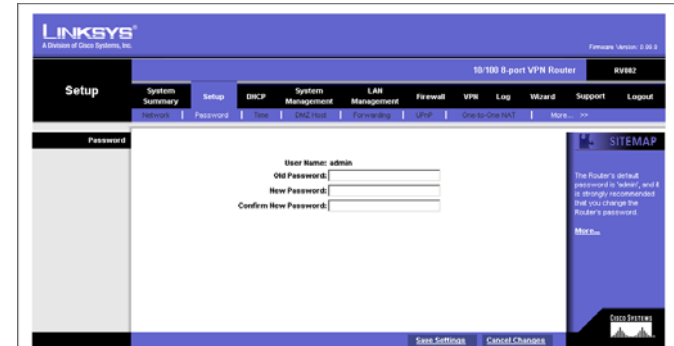 LINKSYS®
A Division of Cisco Systems, Inc.
Firmware Version: 0.99.9
10/100 8-port VPN Router RV082
Setup
System Summary Setup DHCP System Management LAN Management Firewall VPN Log Wizard Support Logout
Network | Password | Time | DMZ Host | Forwarding | UPnP | One-to-One NAT | More... >>
Password
SITEMAP
User Name: admin
Old Password:
New Password:
Confirm New Password:
The Router's default
password is 'admin', and it
is strongly recommended
that you change the
Router's password.
More...
CISCO SYSTEMS
Save Settings Cancel Changes